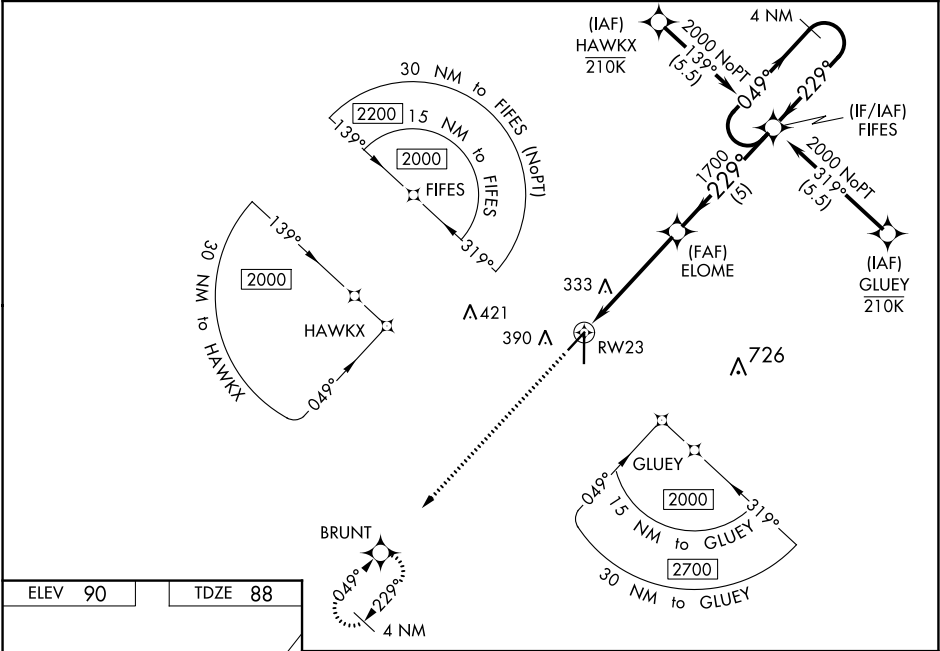 (IAF)
HAWKX
210K
2000 NoPT
139°
(5.5)
4 NM
049°
229°
(IF/IAF)
FIFES
2000 NoPT
319°
(5.5)
(IAF)
GLUEY
210K
1700
229°
(5)
(FAF)
ELOME
30 NM to FIFES (NoPT)
2200
15 NM to FIFES
139°
2000
FIFES
319°
139°
30 NM to HAWKX
2000
HAWKX
049°
333
421
390
RW23
726
GLUEY
049°
2000
319°
15 NM to GLUEY
2700
30 NM to GLUEY
BRUNT
049°
229°
4 NM
ELEV 90
TDZE 88